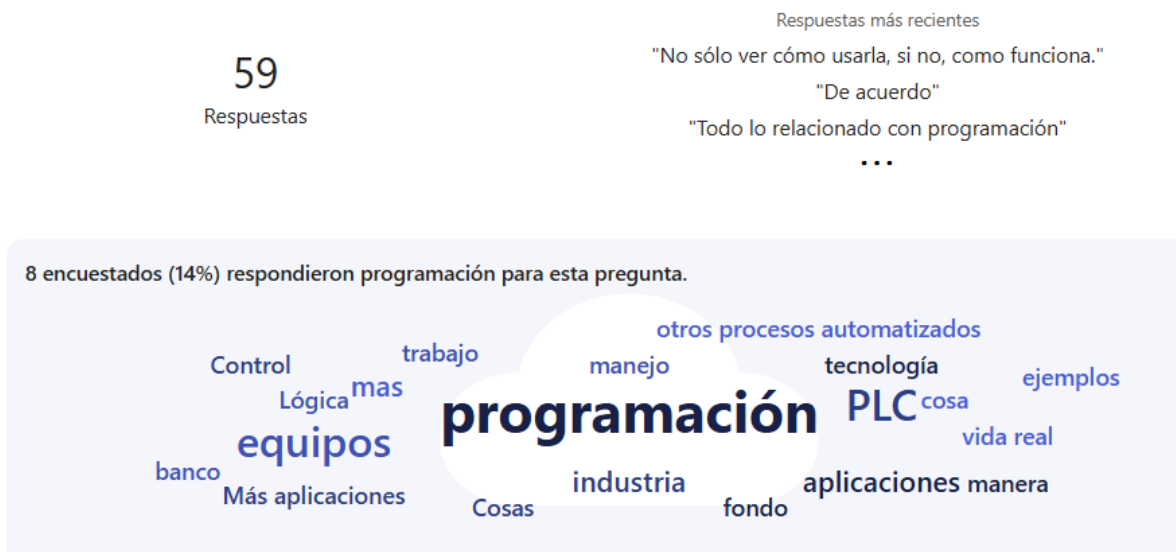 59
Respuestas
Respuestas más recientes
"No sólo ver cómo usarla, si no, como funciona."
"De acuerdo"
"Todo lo relacionado con programación"
...
8 encuestados (14%) respondieron programación para esta pregunta.
otros procesos automatizados
trabajo
Control
manejo
tecnología
ejemplos
Lógica
mas
programación
PLC
cosa
equipos
vida real
banco
Más aplicaciones
industria
aplicaciones
manera
Cosas
fondo